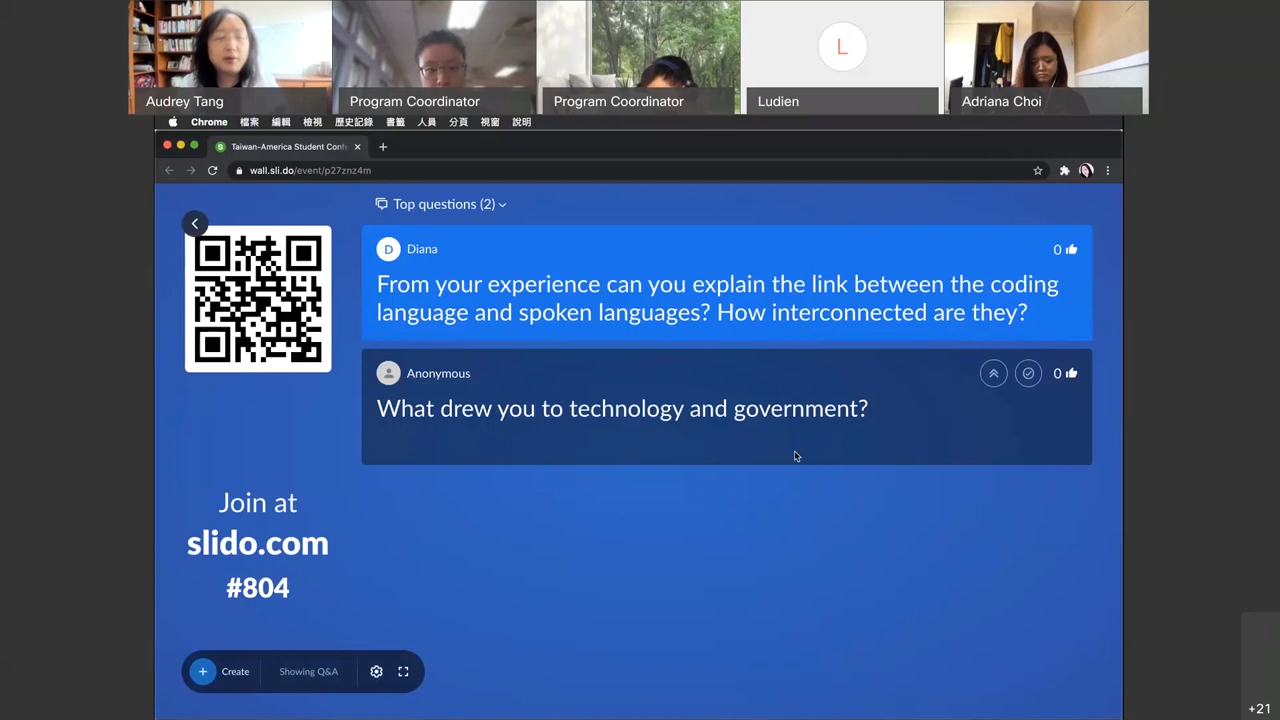 Audrey Tang
Program Coordinator
Program Coordinator
L
Ludien
Adriana Choi
Chrome 檔案 編輯 檢視 歷史記錄 書籤 人員 分頁 視窗 說明
S Taiwan-America Student Conf
wall.sli.do/event/p27znz4m
Top questions (2)
D Diana
0
From your experience can you explain the link between the coding
language and spoken languages? How interconnected are they?
Anonymous
0
What drew you to technology and government?
Join at
slido.com
#804
Create
Showing Q&A
+21